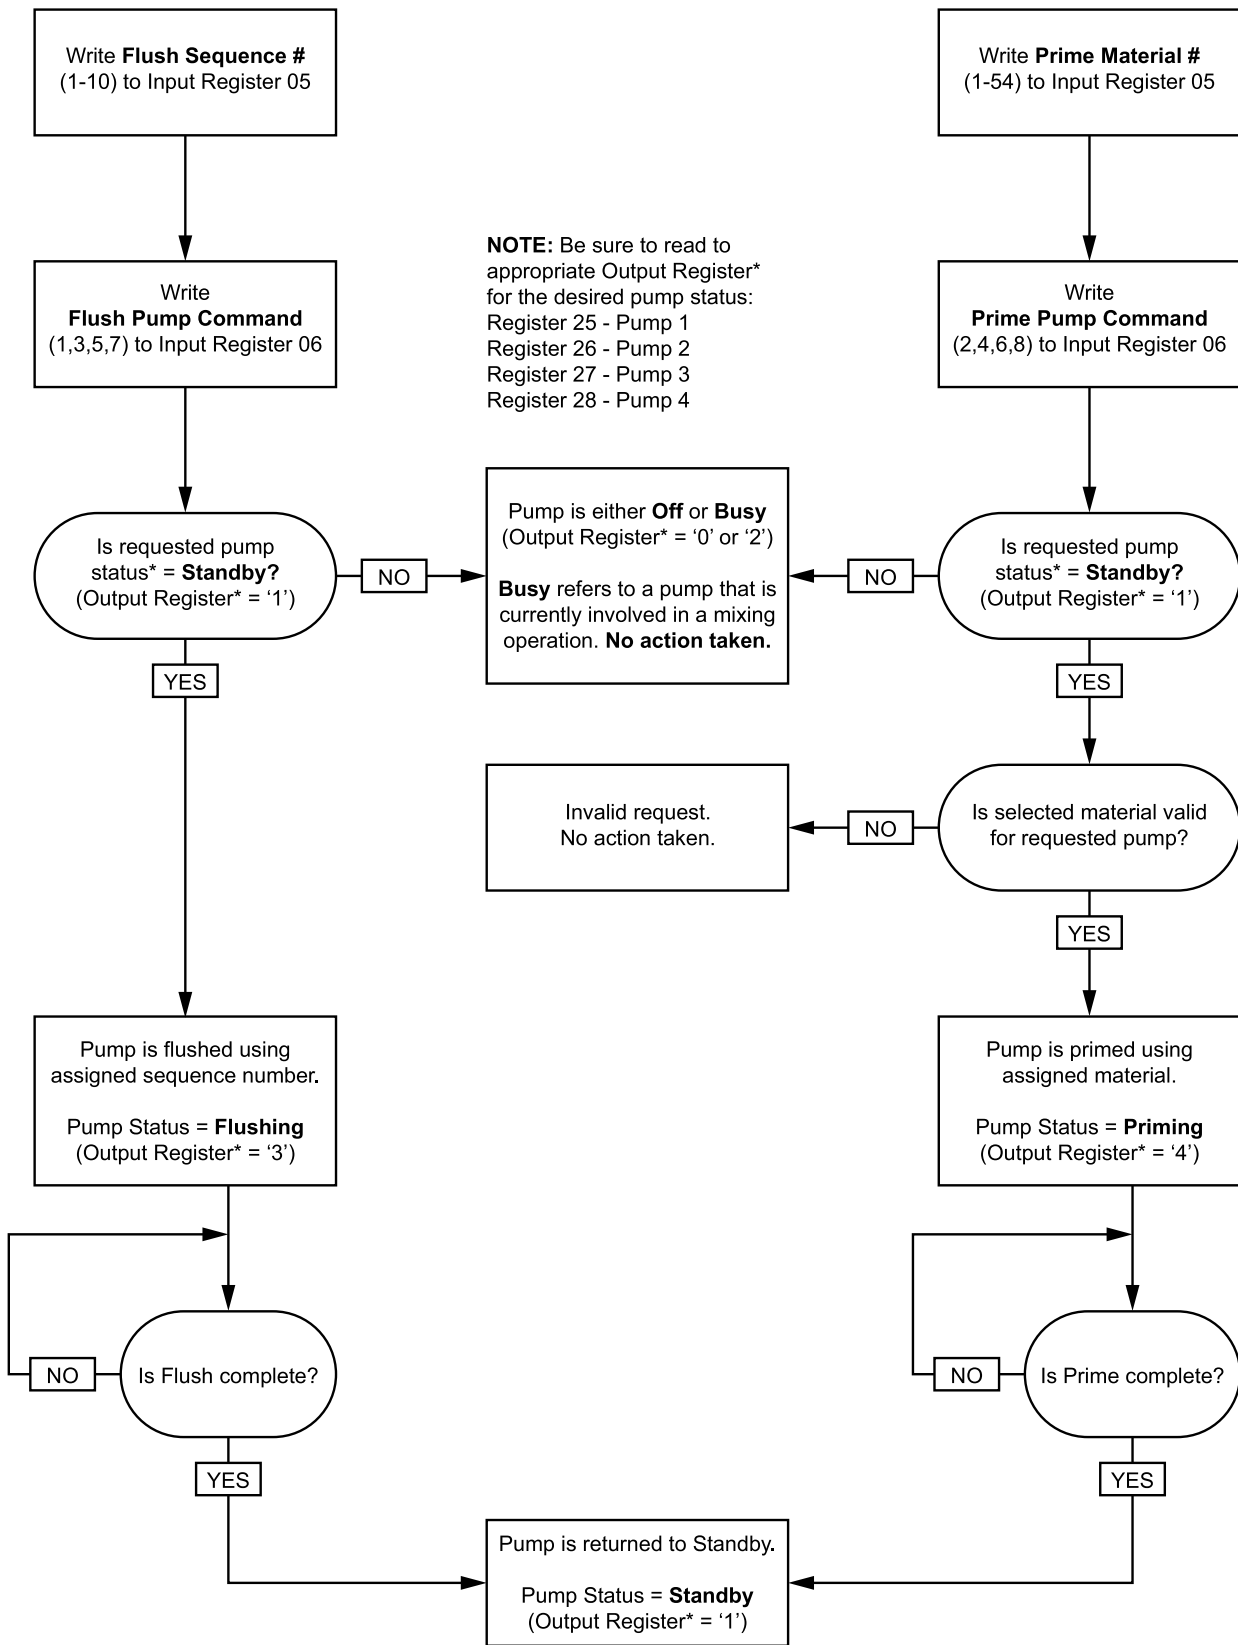 Write Flush Sequence #
(1-10) to Input Register 05
Write Prime Material #
(1-54) to Input Register 05
NOTE: Be sure to read to
appropriate Output Register*
for the desired pump status:
Register 25 - Pump 1
Register 26 - Pump 2
Register 27 - Pump 3
Register 28 - Pump 4
Write
Flush Pump Command
(1,3,5,7) to Input Register 06
Write
Prime Pump Command
(2,4,6,8) to Input Register 06
Is requested pump
status* = Standby?
(Output Register* = ‘1’)
NO
Pump is either Off or Busy
(Output Register* = ‘0’ or ‘2’)
Busy refers to a pump that is
currently involved in a mixing
operation. No action taken.
NO
Is requested pump
status* = Standby?
(Output Register* = ‘1’)
YES
YES
Invalid request.
No action taken.
NO
Is selected material valid
for requested pump?
YES
Pump is flushed using
assigned sequence number.
Pump Status = Flushing
(Output Register* = ‘3’)
Pump is primed using
assigned material.
Pump Status = Priming
(Output Register* = ‘4’)
NO
Is Flush complete?
NO
Is Prime complete?
YES
YES
Pump is returned to Standby.
Pump Status = Standby
(Output Register* = ‘1’)